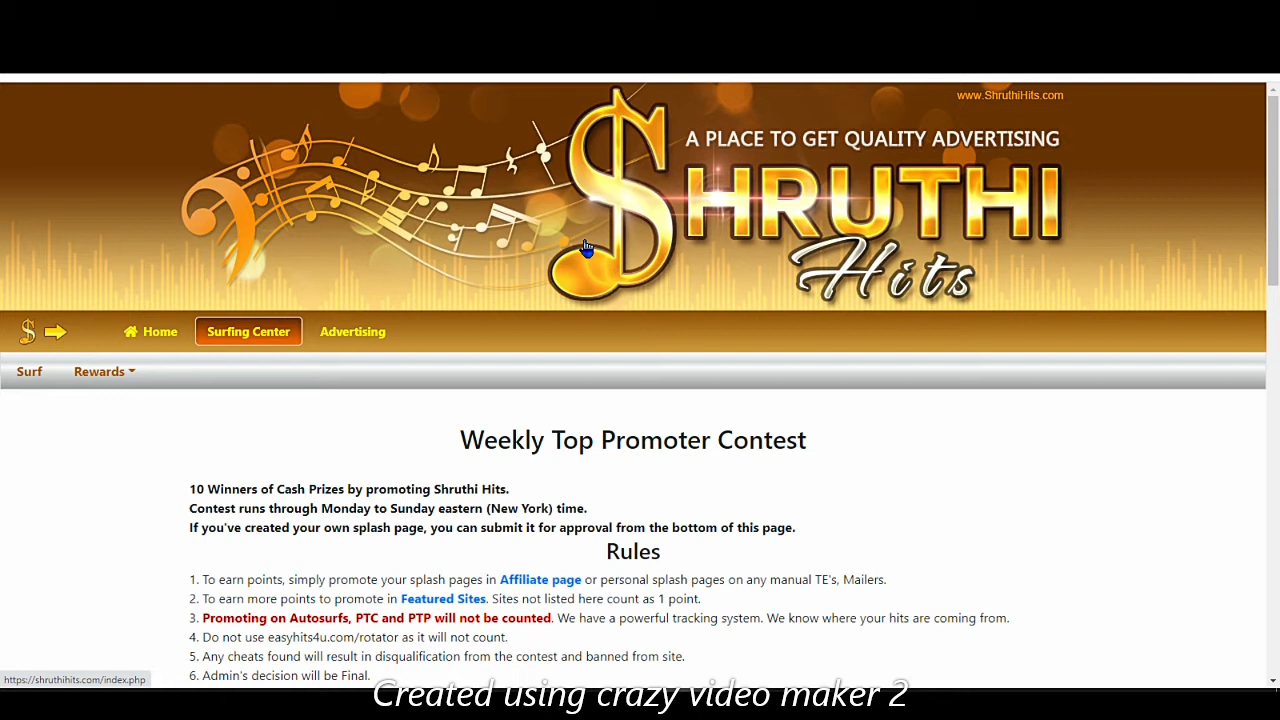 www.ShruthiHits.com
A PLACE TO GET QUALITY ADVERTISING
$HRUTHI
Hits
Home
Surfing Center
Advertising
Surf
Rewards
Weekly Top Promoter Contest
10 Winners of Cash Prizes by promoting Shruthi Hits.
Contest runs through Monday to Sunday eastern (New York) time.
If you've created your own splash page, you can submit it for approval from the bottom of this page.
Rules
1. To earn points, simply promote your splash pages in Affiliate page or personal splash pages on any manual TE's, Mailers.
2. To earn more points to promote in Featured Sites. Sites not listed here count as 1 point.
3. Promoting on Autosurfs, PTC and PTP will not be counted. We have a powerful tracking system. We know where your hits are coming from.
4. Do not use easyhits4u.com/rotator as it will not count.
5. Any cheats found will result in disqualification from the contest and banned from site.
6. Admin's decision will be Final.
https://shruthihits.com/index.php
Created using crazy video maker 2